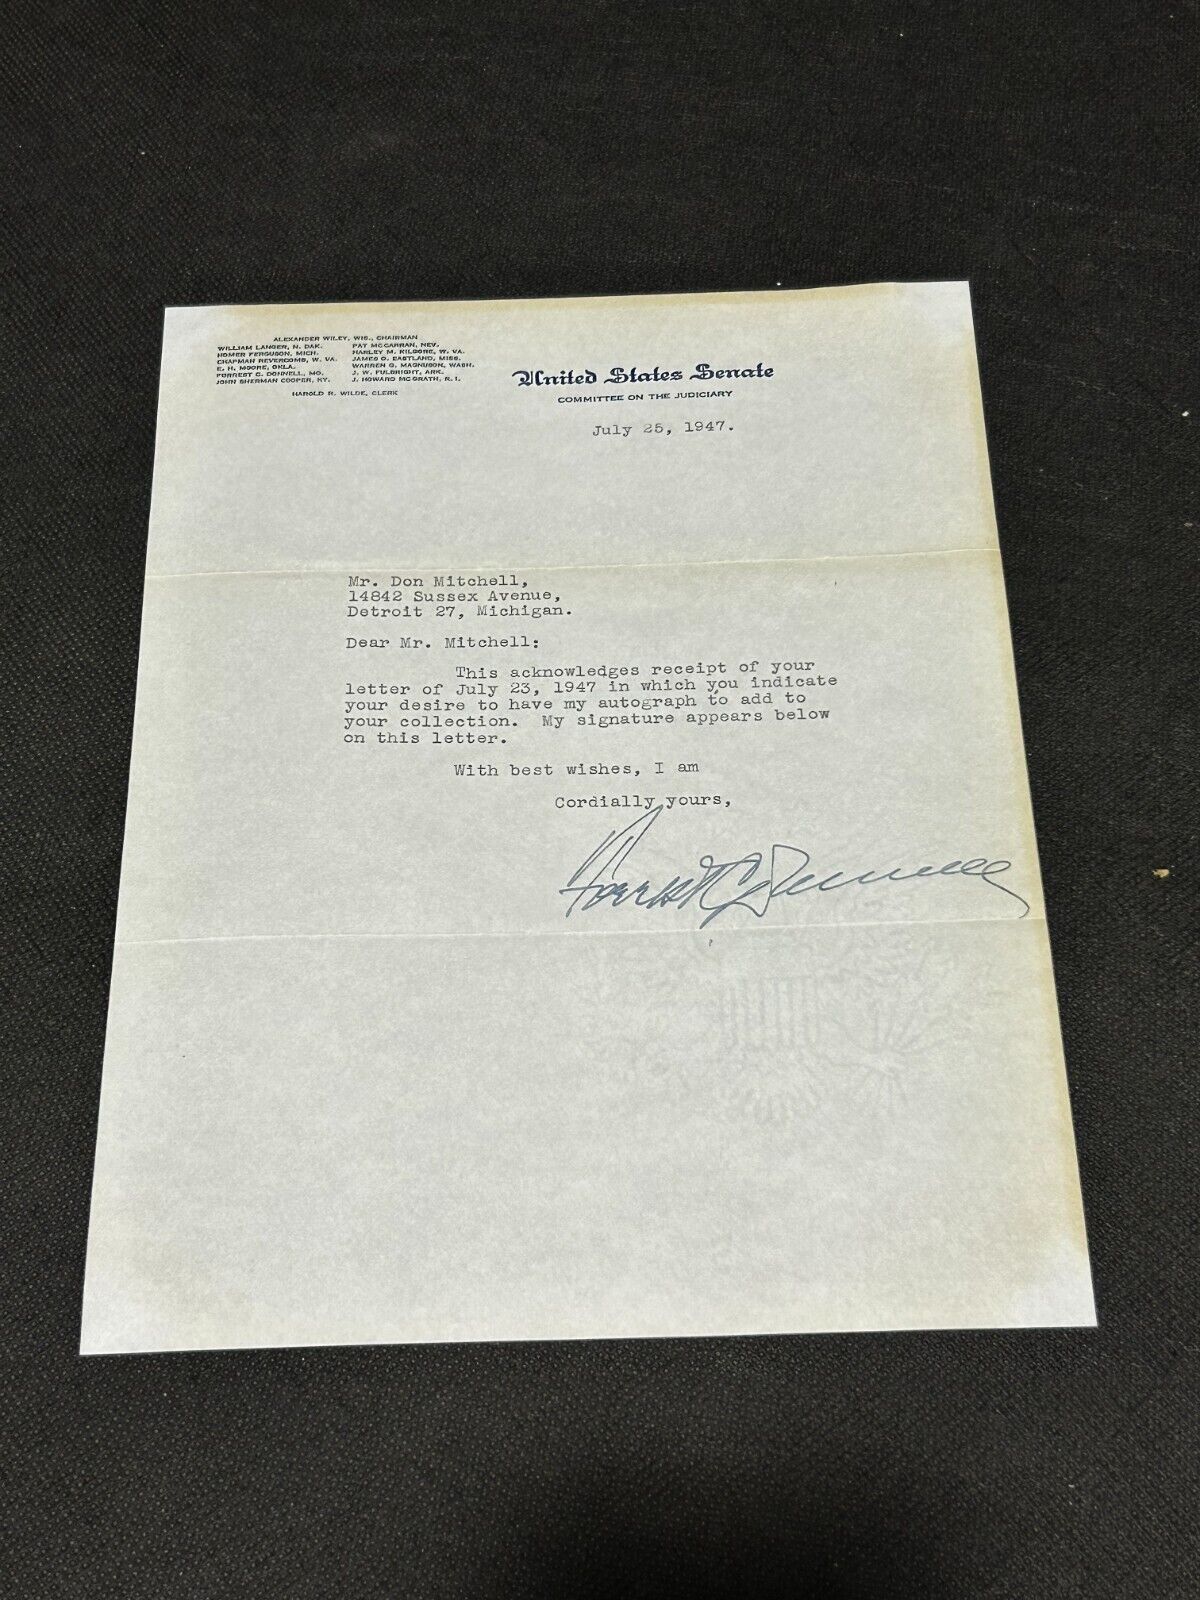 ALEXANDER WILEY, WIS., CHAIRMAN
WILLIAM LANGER, N. DAK. PAT MCCARRAN, NEV.
HOMER FERGUSON, MICH. HARLEY M. KILGORE, W. VA.
CHAPMAN REVERCOMB, W. VA. JAMES O. EASTLAND, MISS.
E. H. MOORE, OKLA. WARREN G. MAGNUSON, WASH.
FORREST C. DONNELL, MO. J. W. FULBRIGHT, ARK.
JOHN SHERMAN COOPER, KY. J. HOWARD MCGRATH, R. I.
HAROLD R. WILDE, CLERK
United States Senate
COMMITTEE ON THE JUDICIARY
July 25, 1947.
Mr. Don Mitchell,
14842 Sussex Avenue,
Detroit 27, Michigan.
Dear Mr. Mitchell:
This acknowledges receipt of your
letter of July 23, 1947 in which you indicate
your desire to have my autograph to add to
your collection. My signature appears below
on this letter.
With best wishes, I am
Cordially yours,
Forrest C. Donnell